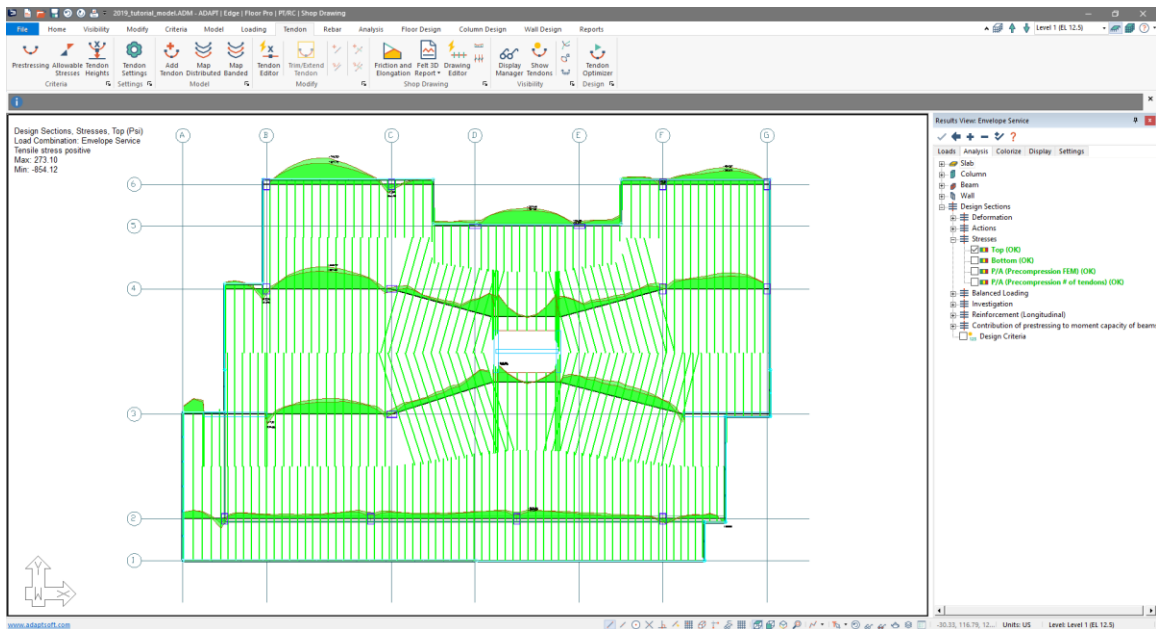 2019_tutorial_model.ADM - ADAPT | Edge | Floor Pro | PT/RC | Shop Drawing
File Home Visibility Modify Criteria Model Loading Tendon Rebar Analysis Floor Design Column Design Wall Design Reports Level 1 (EL 12.5)
Prestressing Allowable Stresses Tendon Heights Tendon Settings Add Tendon Map Distributed Map Banded Tendon Editor Trim/Extend Tendon Friction and Elongation Felt 3D Report Drawing Editor Display Manager Show Tendons Tendon Optimizer
Criteria Settings Model Modify Shop Drawing Visibility Design
Design Sections, Stresses, Top (Psi)
Load Combination: Envelope Service
Tensile stress positive
Max: 273.10
Min: -854.12
A B C D E F G
6
5
4
3
2
1
Y
W X
Results View: Envelope Service
Loads Analysis Colorize Display Settings
Slab
Column
Beam
Wall
Design Sections
Deformation
Actions
Stresses
Top (OK)
Bottom (OK)
P/A (Precompression FEM) (OK)
P/A (Precompression # of tendons) (OK)
Balanced Loading
Investigation
Reinforcement (Longitudinal)
Contribution of prestressing to moment capacity of beams
Design Criteria
www.adaptsoft.com -30.33, 116.79, 12... Units: US Level: Level 1 (EL 12.5)